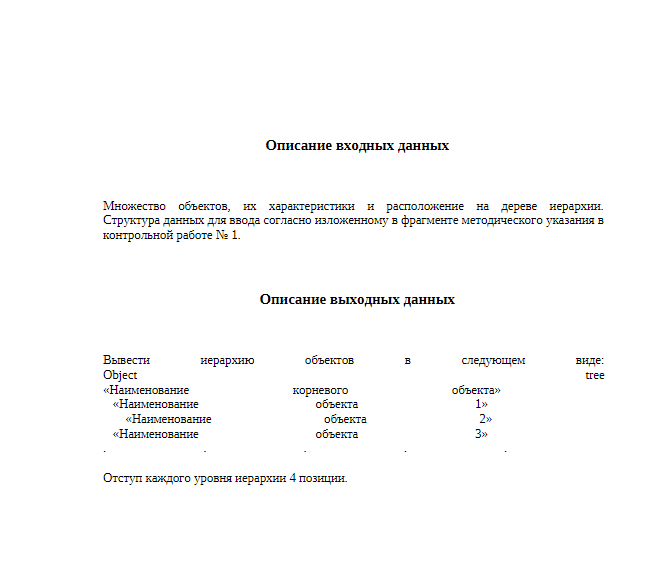 Описание входных данных
Множество объектов, их характеристики и расположение на дереве иерархии.
Структура данных для ввода согласно изложенному в фрагменте методического указания в
контрольной работе № 1.
Описание выходных данных
Вывести иерархию объектов в следующем виде:
Object tree
«Наименование корневого объекта»
«Наименование объекта 1»
«Наименование объекта 2»
«Наименование объекта 3»
. . . . .
Отступ каждого уровня иерархии 4 позиции.